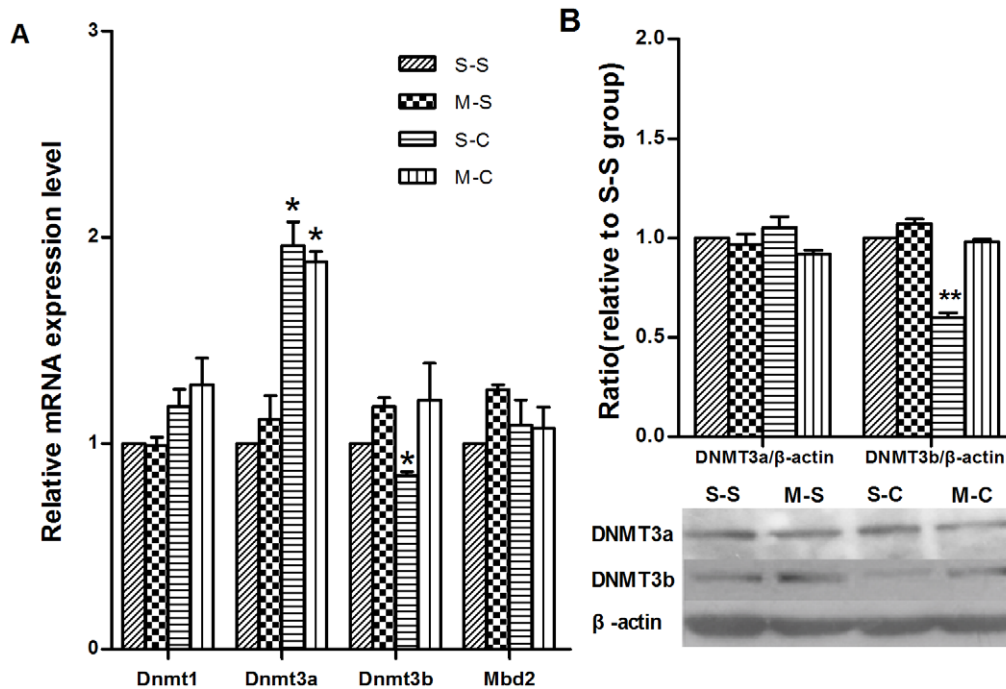 A
Relative mRNA expression level
3
2
1
0
S-S
M-S
S-C
M-C
*
*
*
Dnmt1 Dnmt3a Dnmt3b Mbd2
B
Ratio(relative to S-S group)
2.0
1.5
1.0
0.5
0.0
**
DNMT3a/β-actin DNMT3b/β-actin
S-S M-S S-C M-C
DNMT3a
DNMT3b
β -actin